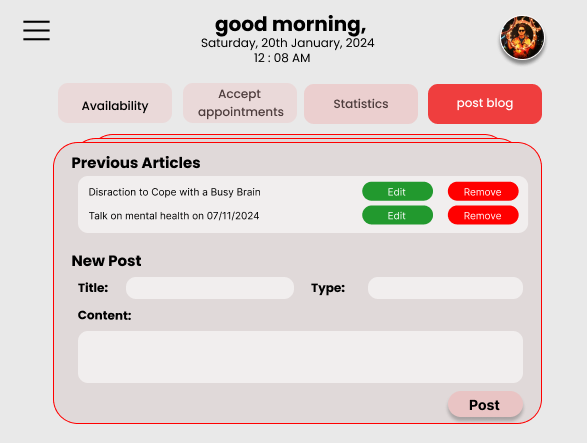 good morning,
Saturday, 20th January, 2024
12 : 08 AM
Availability
Accept
appointments
Statistics
post blog
Previous Articles
Disraction to Cope with a Busy Brain Edit Remove
Talk on mental health on 07/11/2024 Edit Remove
New Post
Title: Type:
Content:
Post